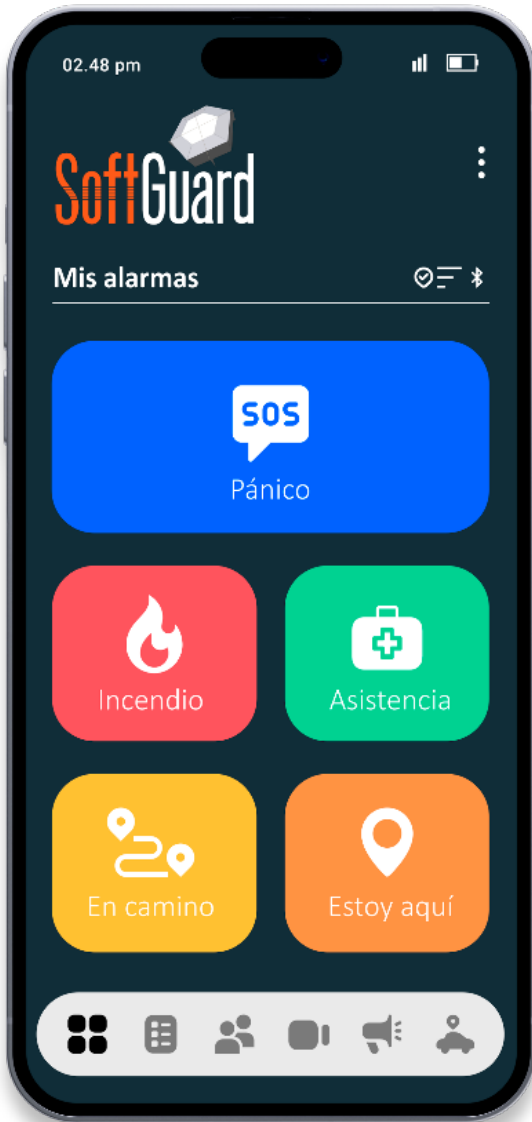 02.48 pm
SoftGuard
Mis alarmas
SOS
Pánico
Incendio
Asistencia
En camino
Estoy aquí